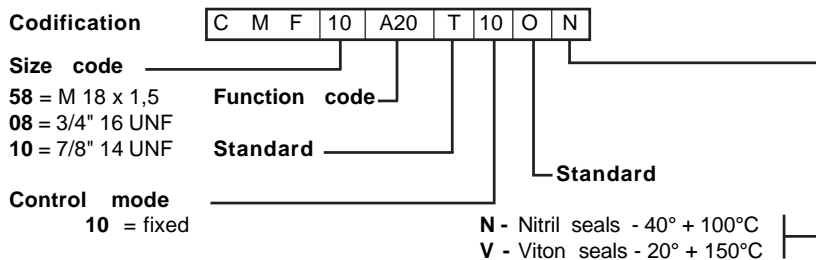 Codification C M F 10 A20 T 10 O N
Size code
58 = M 18 x 1,5 Function code
08 = 3/4" 16 UNF
10 = 7/8" 14 UNF Standard
Standard
Control mode
10 = fixed
N - Nitril seals - 40° + 100°C
V - Viton seals - 20° + 150°C